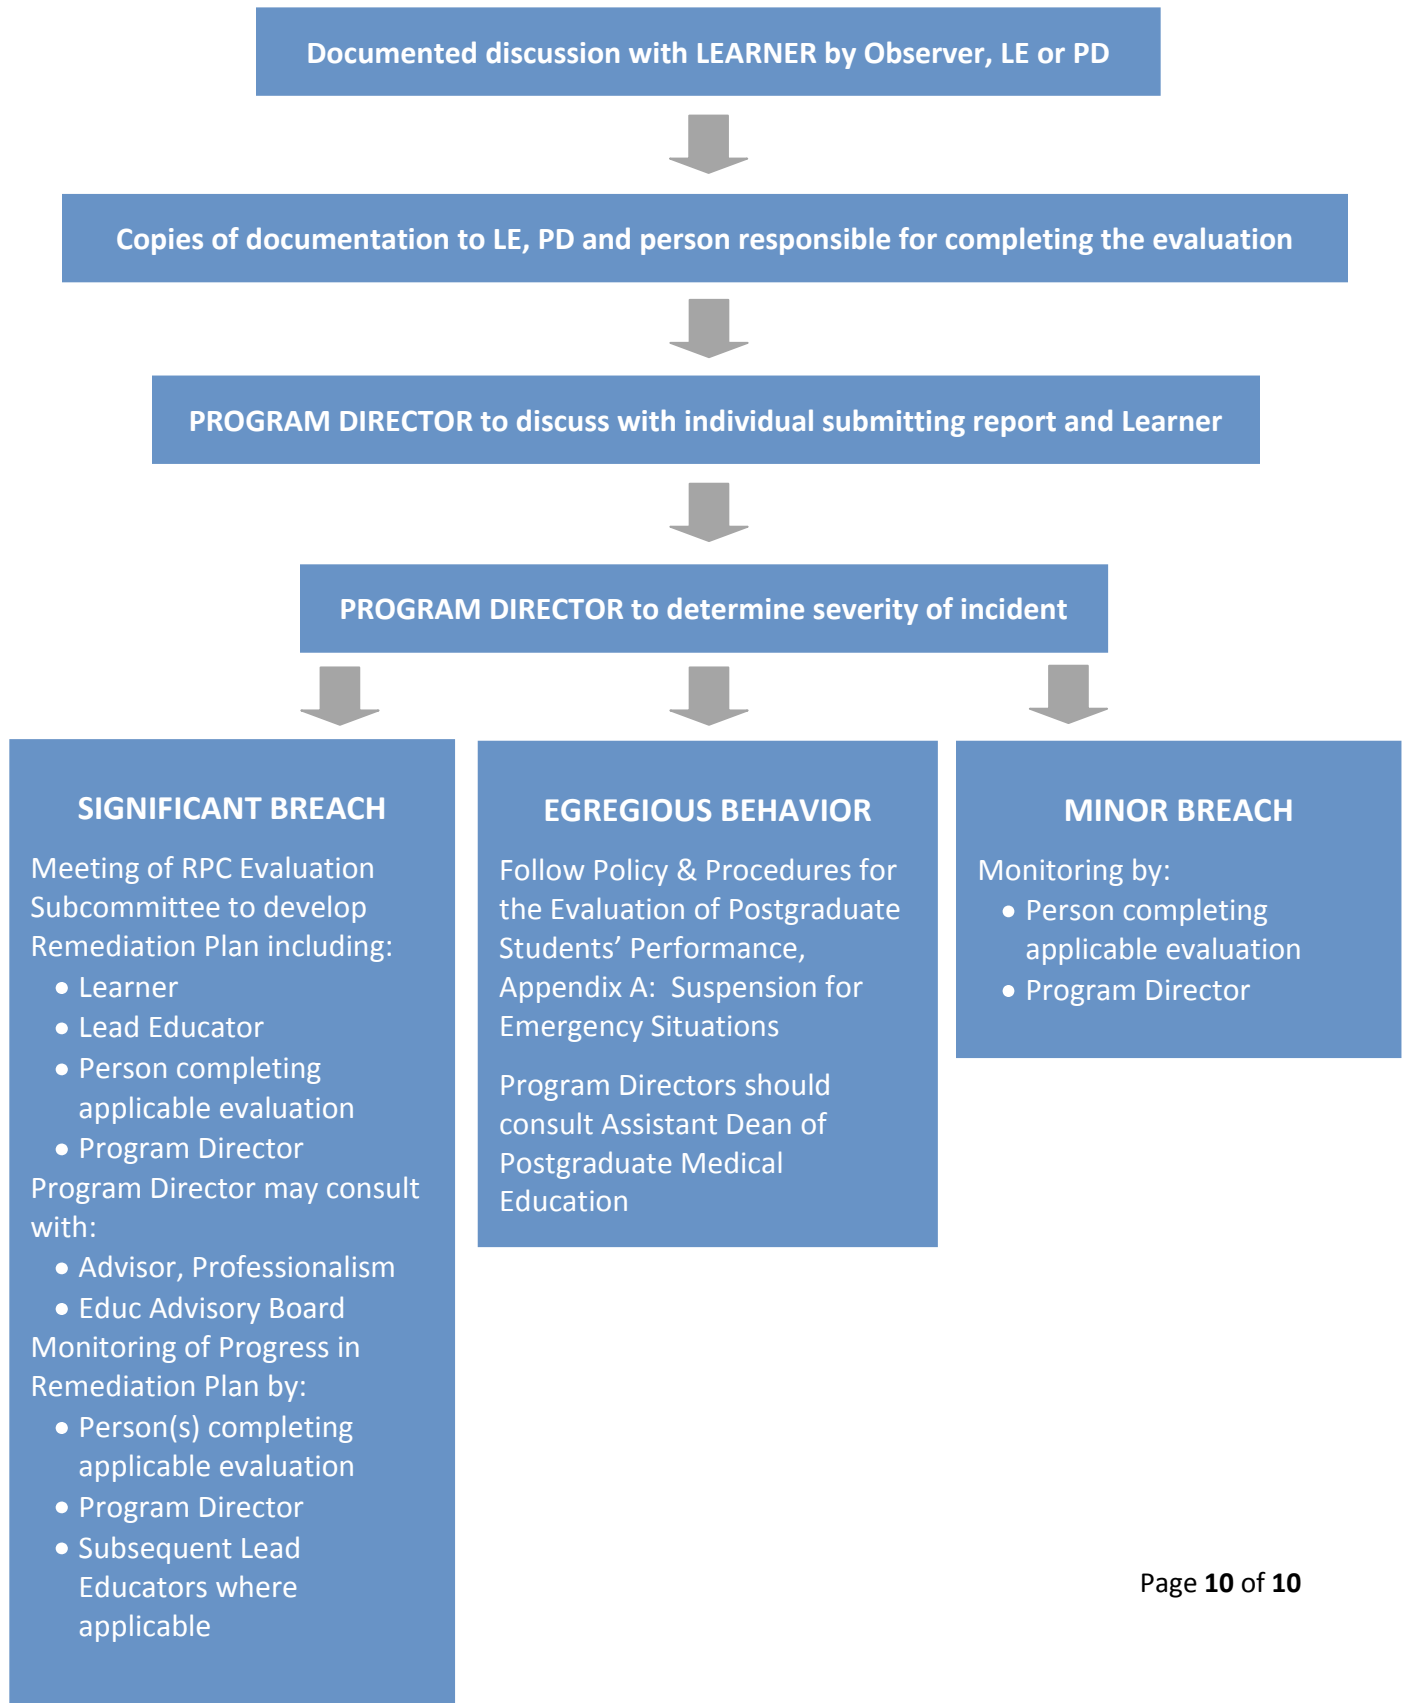 Documented discussion with LEARNER by Observer, LE or PD
Copies of documentation to LE, PD and person responsible for completing the evaluation
PROGRAM DIRECTOR to discuss with individual submitting report and Learner
PROGRAM DIRECTOR to determine severity of incident
SIGNIFICANT BREACH
Meeting of RPC Evaluation
Subcommittee to develop
Remediation Plan including:
• Learner
• Lead Educator
• Person completing
applicable evaluation
• Program Director
Program Director may consult
with:
• Advisor, Professionalism
• Educ Advisory Board
Monitoring of Progress in
Remediation Plan by:
• Person(s) completing
applicable evaluation
• Program Director
• Subsequent Lead
Educators where
applicable
EGREGIOUS BEHAVIOR
Follow Policy & Procedures for
the Evaluation of Postgraduate
Students’ Performance,
Appendix A:  Suspension for
Emergency Situations
Program Directors should
consult Assistant Dean of
Postgraduate Medical
Education
MINOR BREACH
Monitoring by:
• Person completing
applicable evaluation
• Program Director
Page 10 of 10